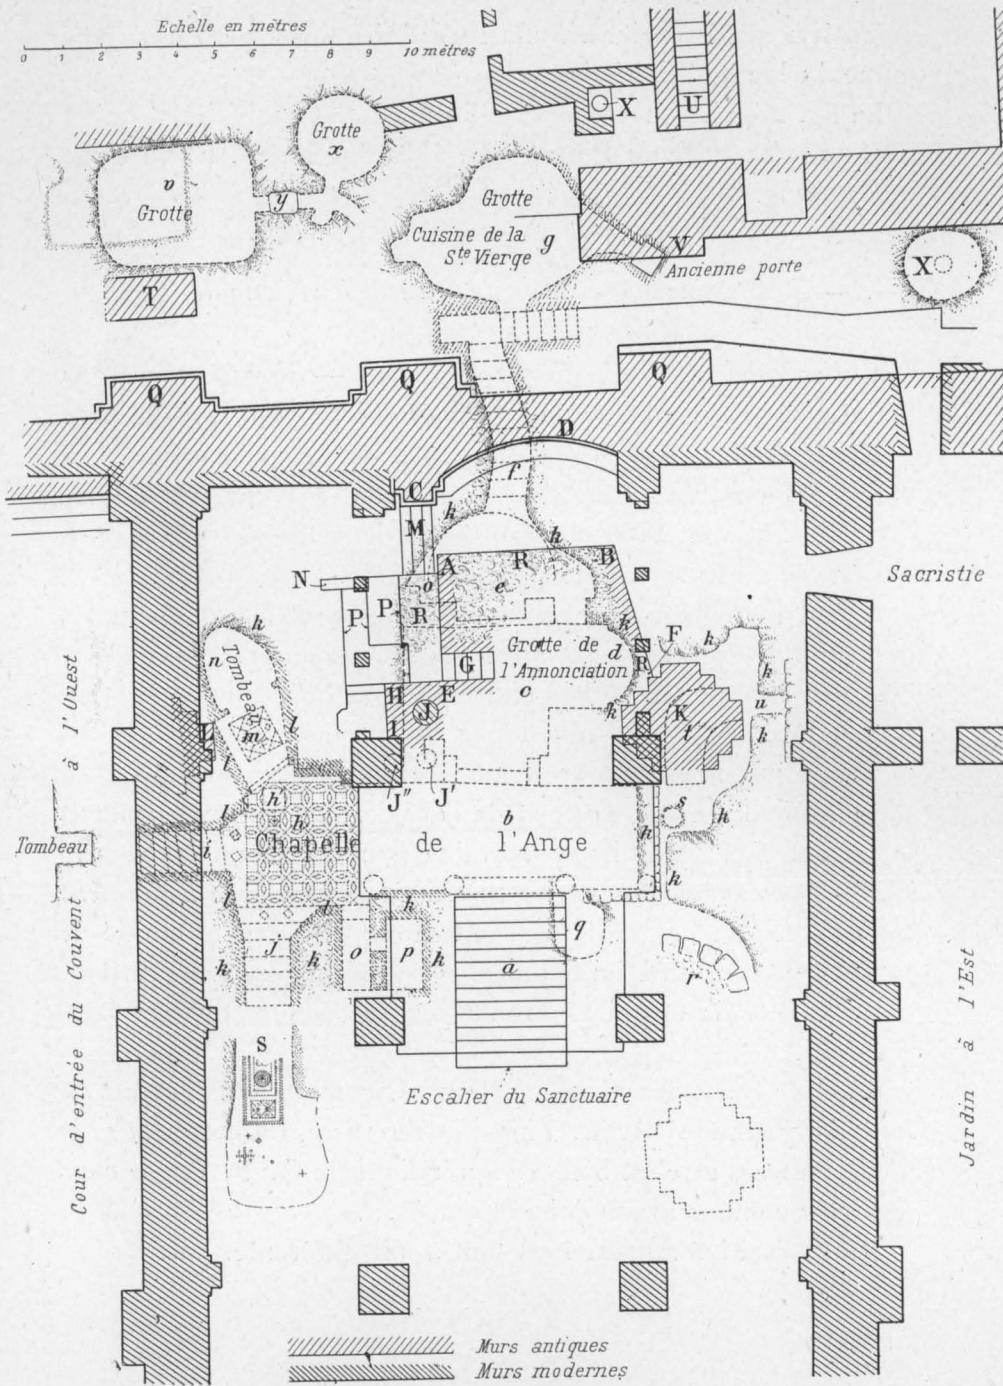 Echelle en mètres
0 1 2 3 4 5 6 7 8 9 10 mètres
X
U
Grotte
x
v
Grotte
y
Grotte
Cuisine de la
Ste Vierge
g
V
Ancienne porte
X
T
Q
Q
Q
D
C
f
M
k
k
A
R
B
N
o
e
P
P
R
Sacristie
k
n
Tombeau
Grotte de
l'Annonciation
d
k
F
k
R
k
G
c
H
E
J
I
k
K
t
u
k
L
m
l
l
J''
J'
h
h
l
b
s
k
k
Tombeau
i
Chapelle de l'Ange
l
k
k
l
j
k
k
o
p
k
a
q
r
S
Escalier du Sanctuaire
Cour d'entrée du Couvent à l'Ouest
Jardin à l'Est
Murs antiques
Murs modernes